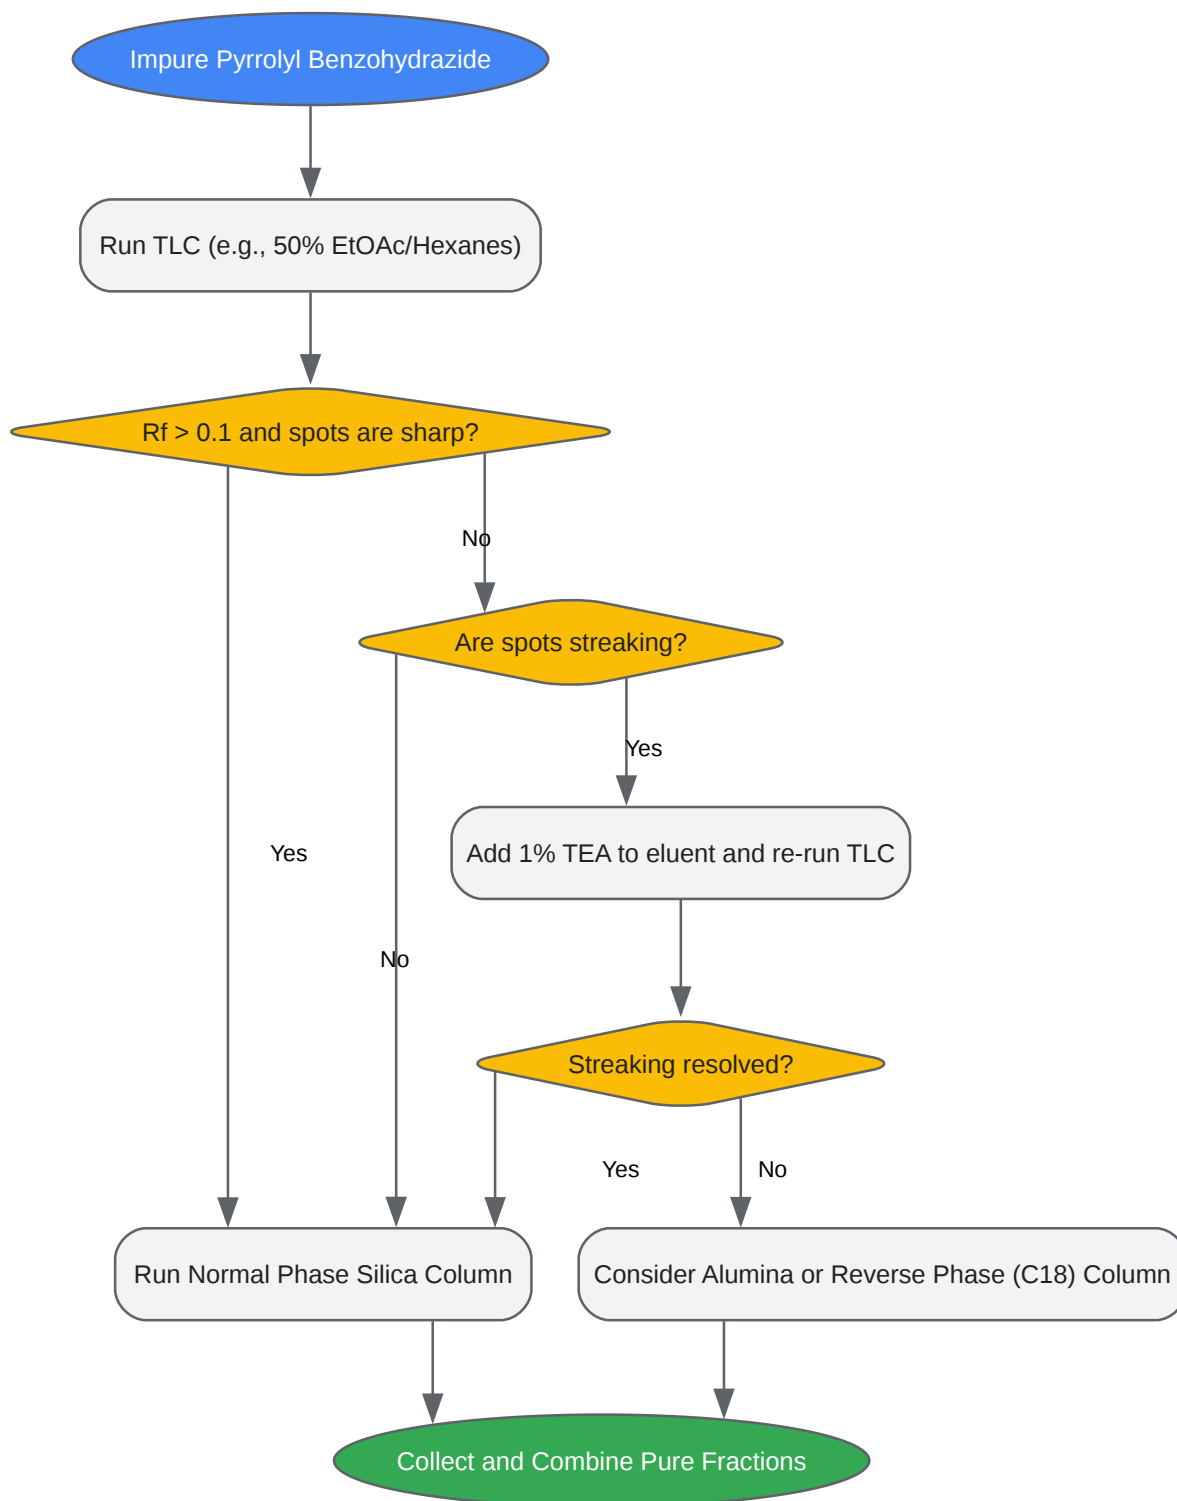 Impure Pyrrolyl Benzohydrazide
Run TLC (e.g., 50% EtOAc/Hexanes)
Rf > 0.1 and spots are sharp?
No
Are spots streaking?
Yes
Yes
Add 1% TEA to eluent and re-run TLC
No
Streaking resolved?
Yes
No
Run Normal Phase Silica Column
Consider Alumina or Reverse Phase (C18) Column
Collect and Combine Pure Fractions